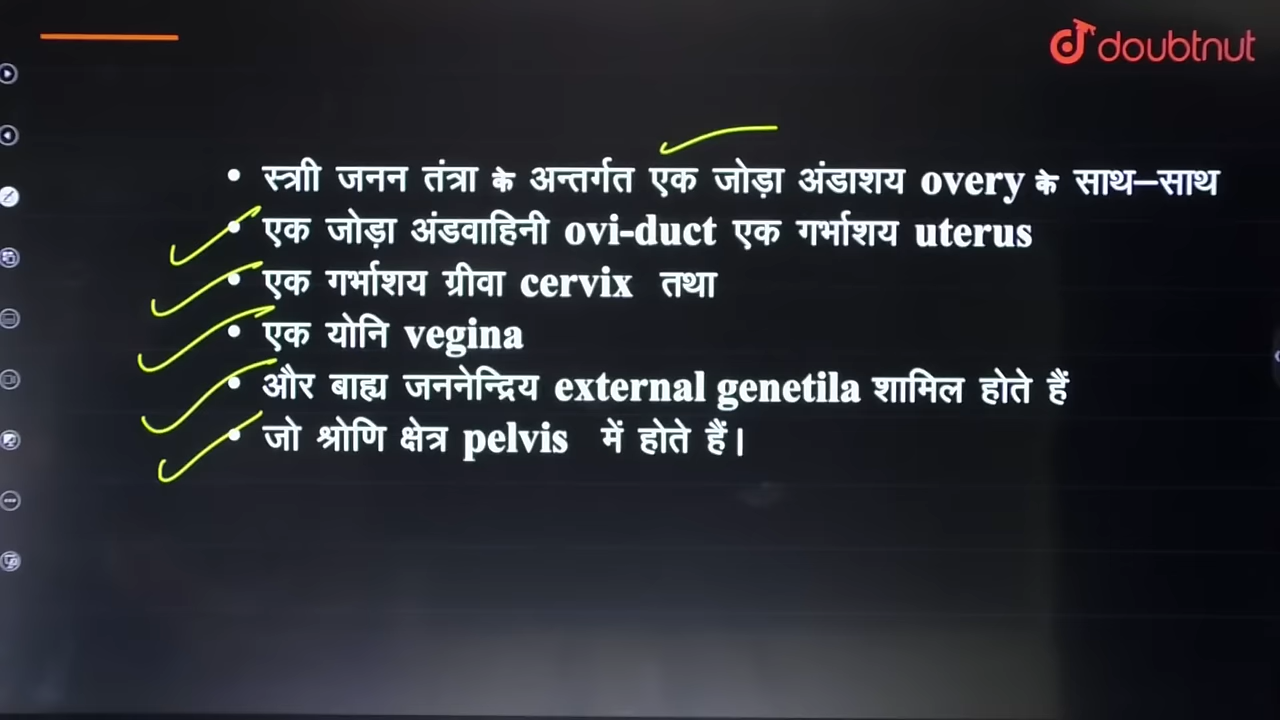 doubtnut
• स्त्राी जनन तंत्रा के अन्तर्गत एक जोड़ा अंडाशय overy के साथ–साथ
• एक जोड़ा अंडवाहिनी ovi-duct एक गर्भाशय uterus
• एक गर्भाशय ग्रीवा cervix तथा
• एक योनि vegina
• और बाह्य जननेन्द्रिय external genetila शामिल होते हैं
• जो श्रोणि क्षेत्र pelvis में होते हैं।